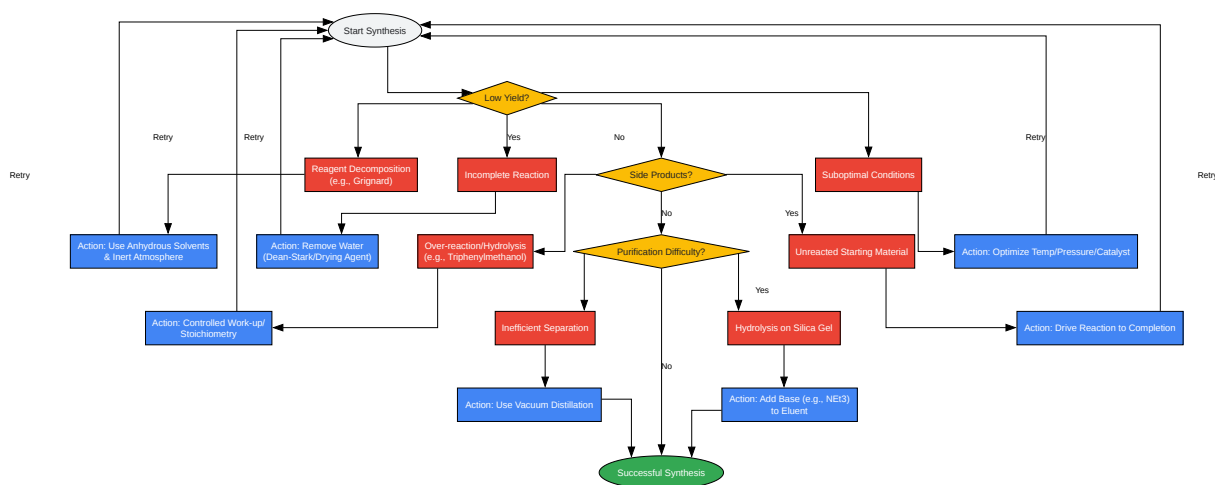 Start Synthesis
Low Yield?
Retry
Retry
Yes
No
Retry
Reagent Decomposition
(e.g., Grignard)
Incomplete Reaction
Side Products?
Suboptimal Conditions
Retry
Retry
Action: Use Anhydrous Solvents
& Inert Atmosphere
Action: Remove Water
(Dean-Stark/Drying Agent)
Over-reaction/Hydrolysis
(e.g., Triphenylmethanol)
No
Yes
Purification Difficulty?
Unreacted Starting Material
Action: Optimize Temp/Pressure/Catalyst
Yes
Action: Controlled Work-up/
Stoichiometry
Inefficient Separation
Hydrolysis on Silica Gel
Action: Drive Reaction to Completion
No
Action: Use Vacuum Distillation
Action: Add Base (e.g., NEt3)
to Eluent
Successful Synthesis